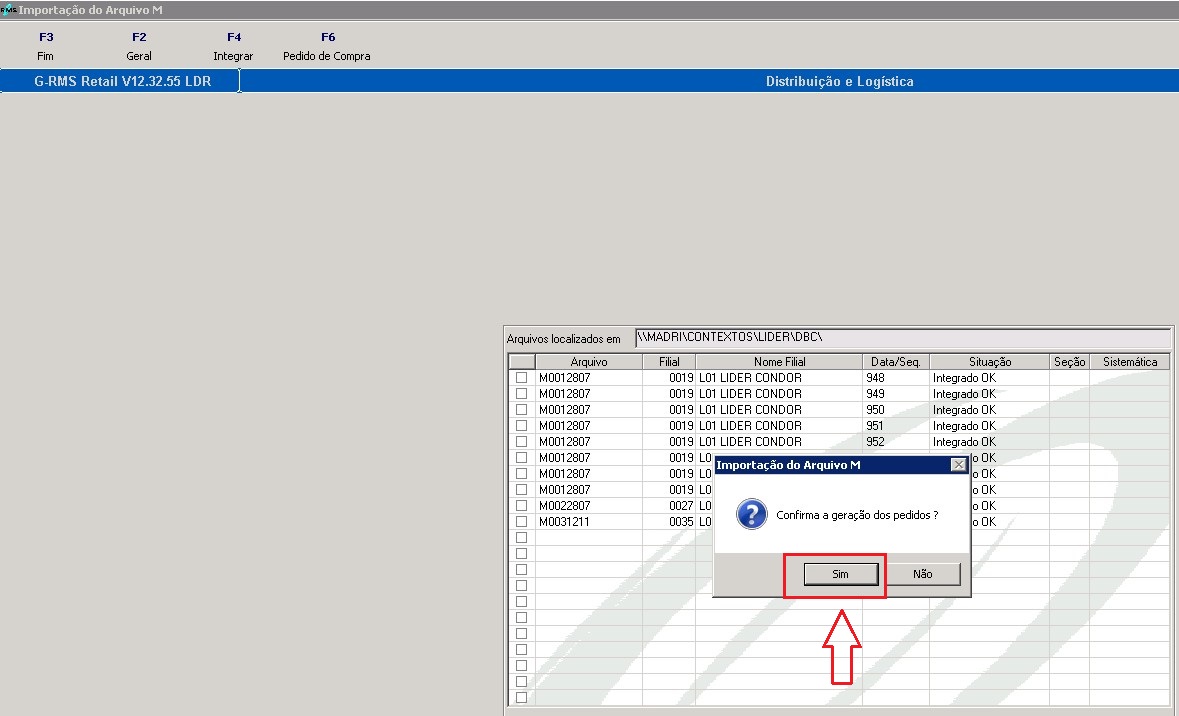 RMS Importação do Arquivo M
F3 F2 F4 F6
Fim Geral Integrar Pedido de Compra
G-RMS Retail V12.32.55 LDR Distribuição e Logística
Arquivos localizados em \\MADRI\CONTEXTOS\LIDER\DBC\
Arquivo Filial Nome Filial Data/Seq. Situação Seção Sistemática
M0012807 0019 L01 LIDER CONDOR 948 Integrado OK
M0012807 0019 L01 LIDER CONDOR 949 Integrado OK
M0012807 0019 L01 LIDER CONDOR 950 Integrado OK
M0012807 0019 L01 LIDER CONDOR 951 Integrado OK
M0012807 0019 L01 LIDER CONDOR 952 Integrado OK
M0012807 0019 L0 o OK
M0012807 0019 L0 o OK
M0012807 0019 L0 o OK
M0022807 0027 L0 o OK
M0031211 0035 L0 o OK
Importação do Arquivo M
Confirma a geração dos pedidos ?
Sim Não